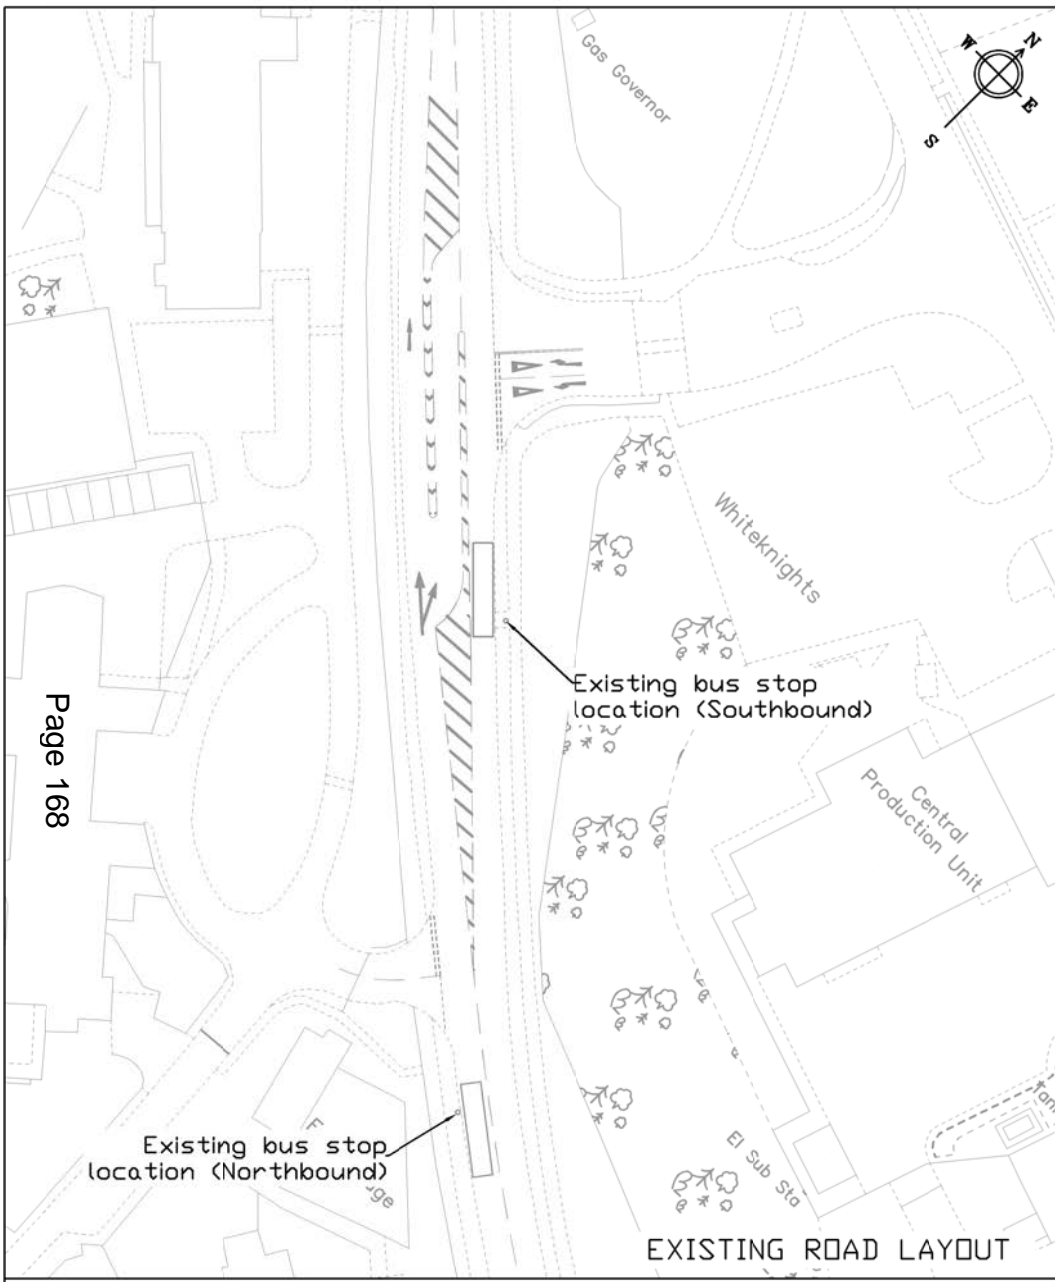 Gas Governor
W
N
E
S
Whiteknights
Existing bus stop
location (Southbound)
Page 168
Central
Production Unit
Existing bus stop
location (Northbound)
El Sub Sta
EXISTING ROAD LAYOUT